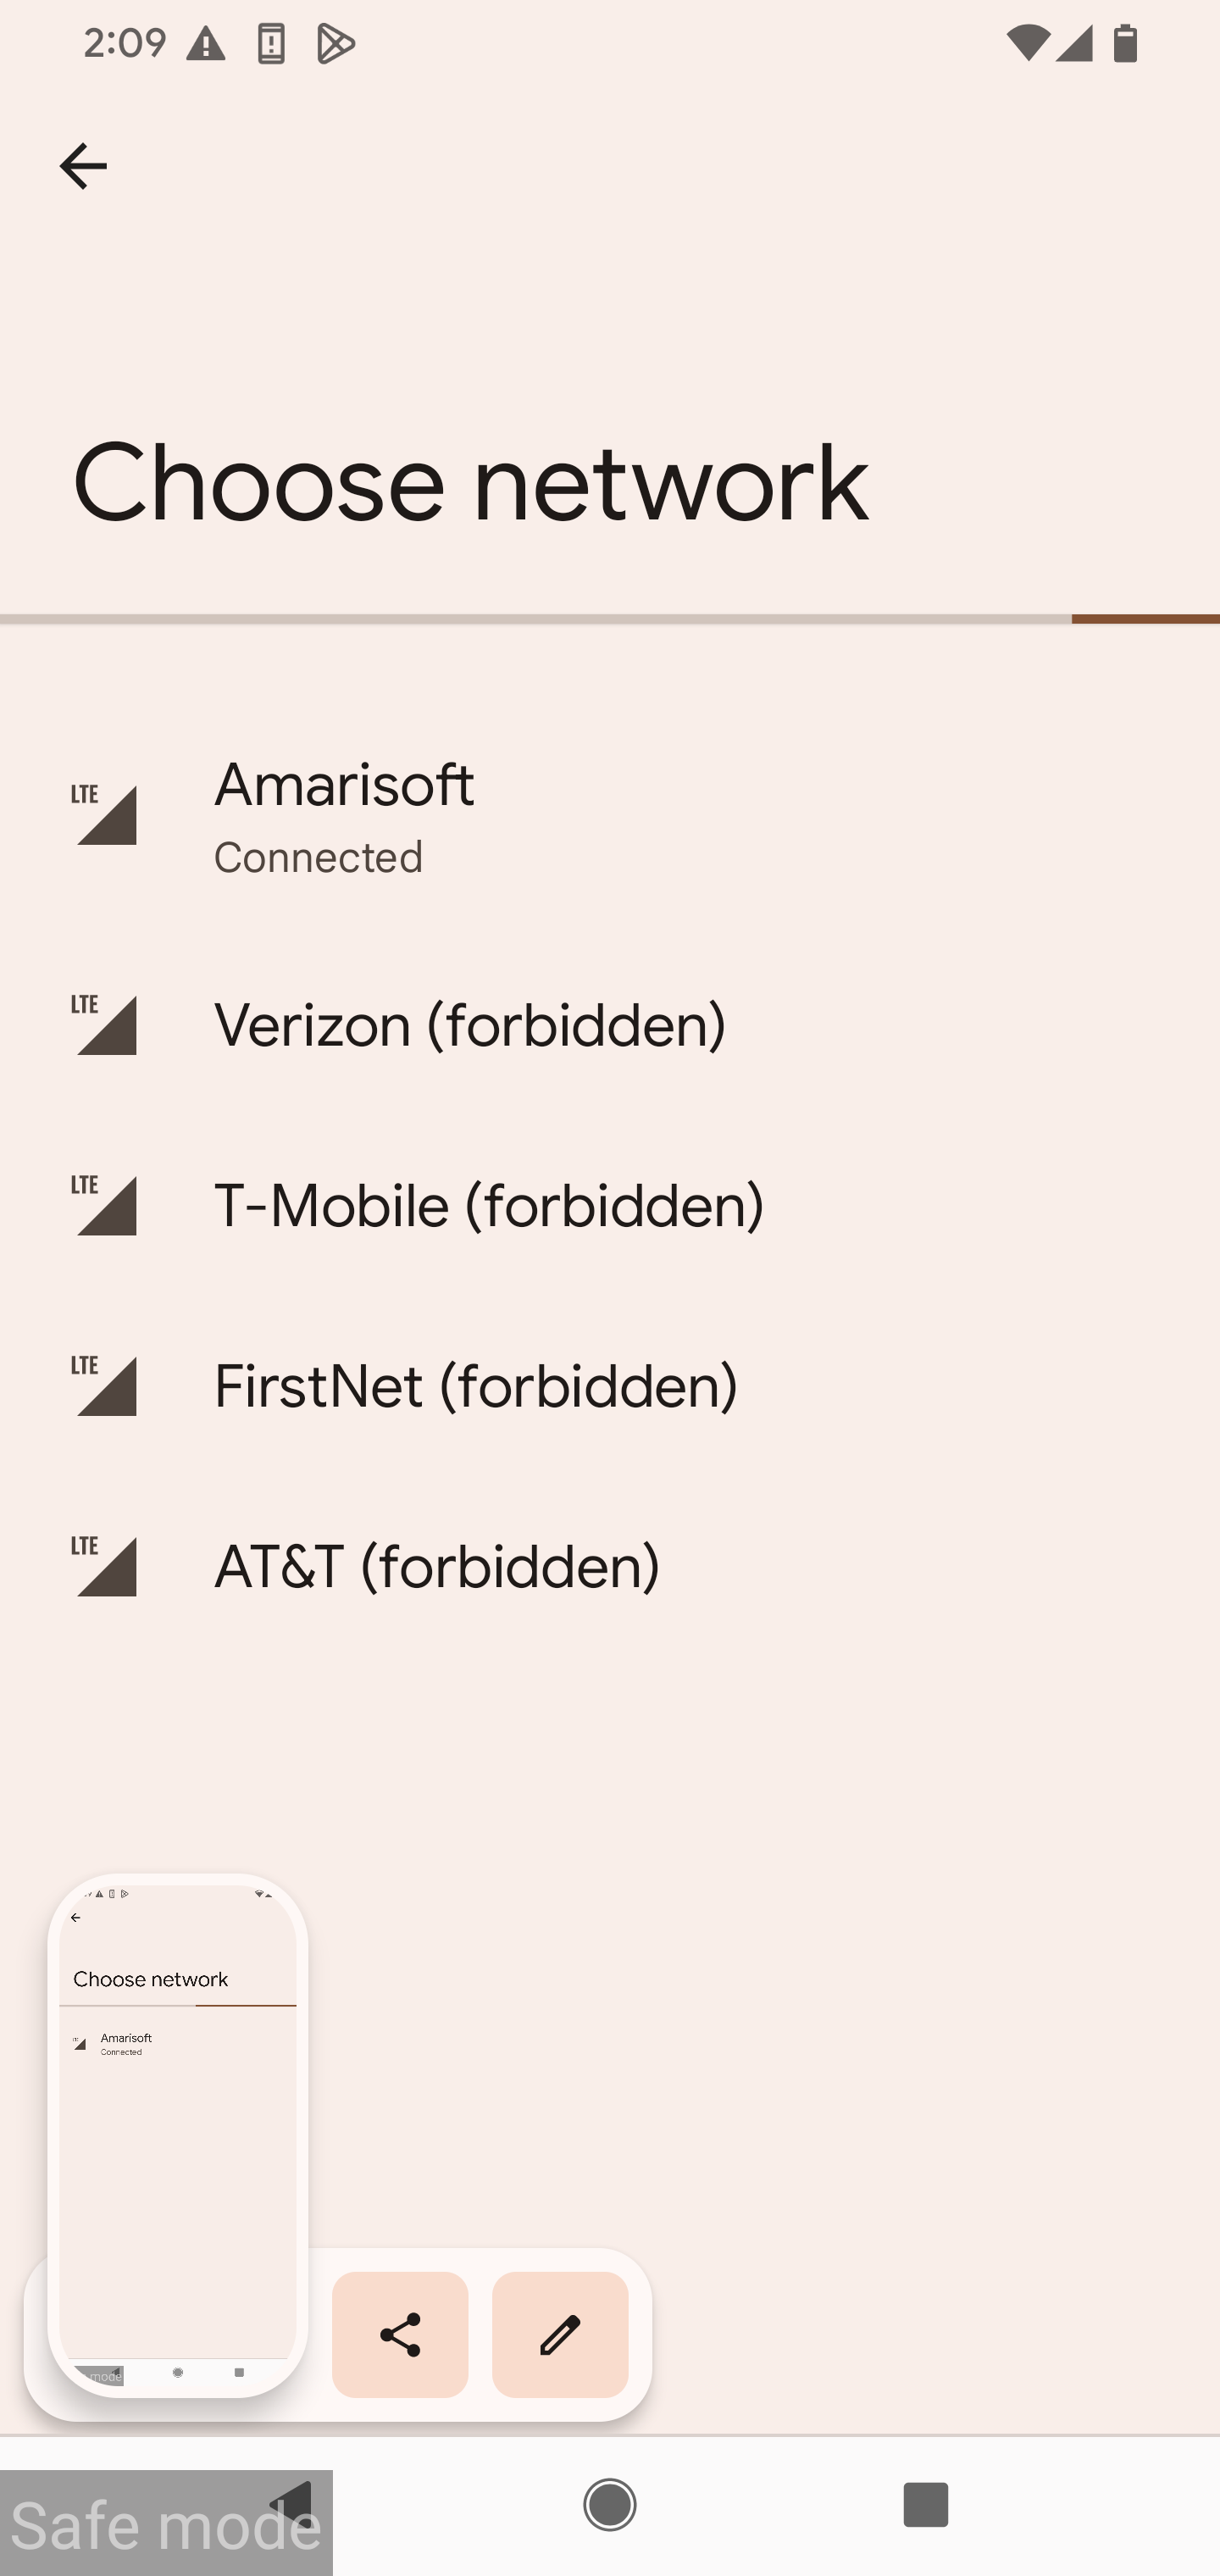 2:09
Choose network
LTE
Amarisoft
Connected
LTE
Verizon (forbidden)
LTE
T-Mobile (forbidden)
LTE
FirstNet (forbidden)
LTE
AT&T (forbidden)
Choose network
Amarisoft
Connected
mode
Safe mode